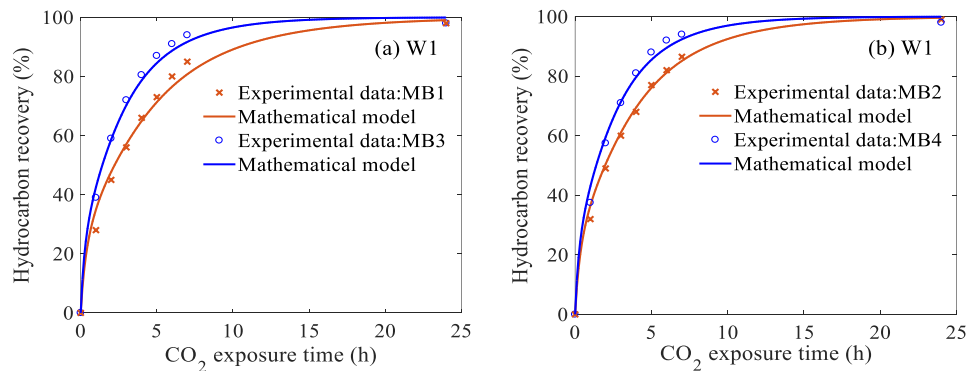 Hydrocarbon recovery (%)
100
80
60
40
20
0
(a) W1
Experimental data:MB1
Mathematical model
Experimental data:MB3
Mathematical model
0 5 10 15 20 25
CO2 exposure time (h)
Hydrocarbon recovery (%)
100
80
60
40
20
0
(b) W1
Experimental data:MB2
Mathematical model
Experimental data:MB4
Mathematical model
0 5 10 15 20 25
CO2 exposure time (h)